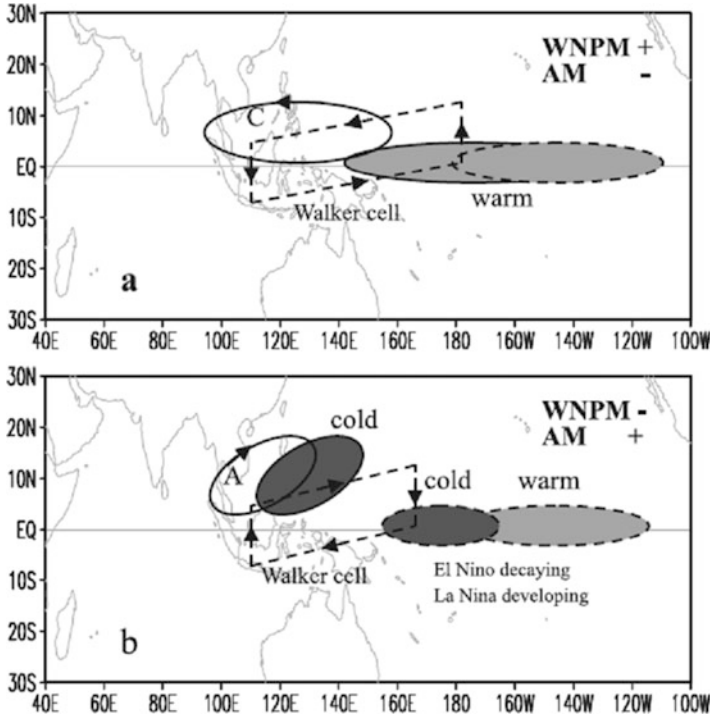 30N
20N
10N
EQ
10S
20S
30S
WNPM +
AM -
C
Walker cell
warm
a
40E 60E 80E 100E 120E 140E 160E 180 160W 140W 120W 100W
30N
20N
10N
EQ
10S
20S
30S
WNPM -
AM +
cold
A
cold
warm
Walker cell
El Nino decaying
La Nina developing
b
40E 60E 80E 100E 120E 140E 160E 180 160W 140W 120W 100W